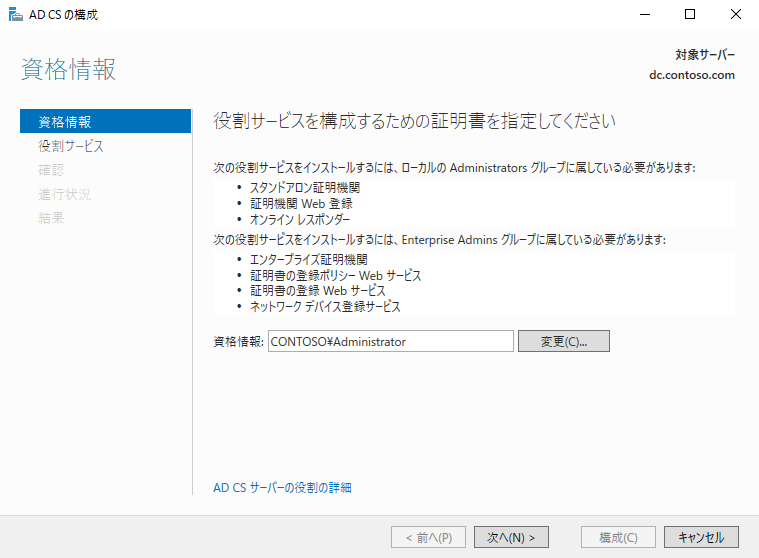 AD CS の構成
資格情報
対象サーバー
dc.contoso.com
資格情報
役割サービス
確認
進行状況
結果
役割サービスを構成するための証明書を指定してください
次の役割サービスをインストールするには、ローカルの Administrators グループに属している必要があります:
• スタンドアロン証明機関
• 証明機関 Web 登録
• オンライン レスポンダー
次の役割サービスをインストールするには、Enterprise Admins グループに属している必要があります:
• エンタープライズ証明機関
• 証明書の登録ポリシー Web サービス
• 証明書の登録 Web サービス
• ネットワーク デバイス登録サービス
資格情報: CONTOSO¥Administrator 変更(C)...
AD CS サーバーの役割の詳細
< 前へ(P) 次へ(N) > 構成(C) キャンセル